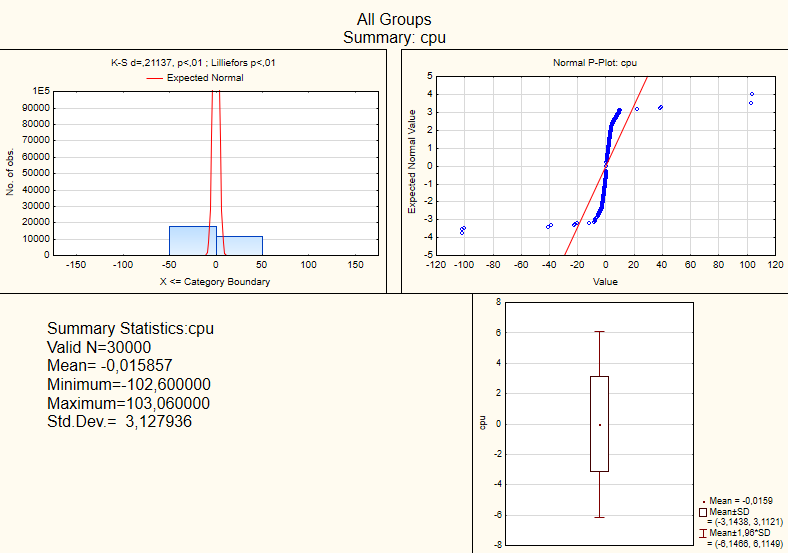 All Groups
Summary: cpu
K-S d=,21137, p<,01 ; Lilliefors p<,01
Expected Normal
No. of obs.
1E5
90000
80000
70000
60000
50000
40000
30000
20000
10000
0
-150 -100 -50 0 50 100 150
X <= Category Boundary
Normal P-Plot: cpu
Expected Normal Value
5
4
3
2
1
0
-1
-2
-3
-4
-5
-120 -100 -80 -60 -40 -20 0 20 40 60 80 100 120
Value
Summary Statistics:cpu
Valid N=30000
Mean= -0,015857
Minimum=-102,600000
Maximum=103,060000
Std.Dev.= 3,127936
cpu
8
6
4
2
0
-2
-4
-6
-8
Mean = -0,0159
Mean±SD
= (-3,1438, 3,1121)
Mean±1,96*SD
= (-6,1466, 6,1149)